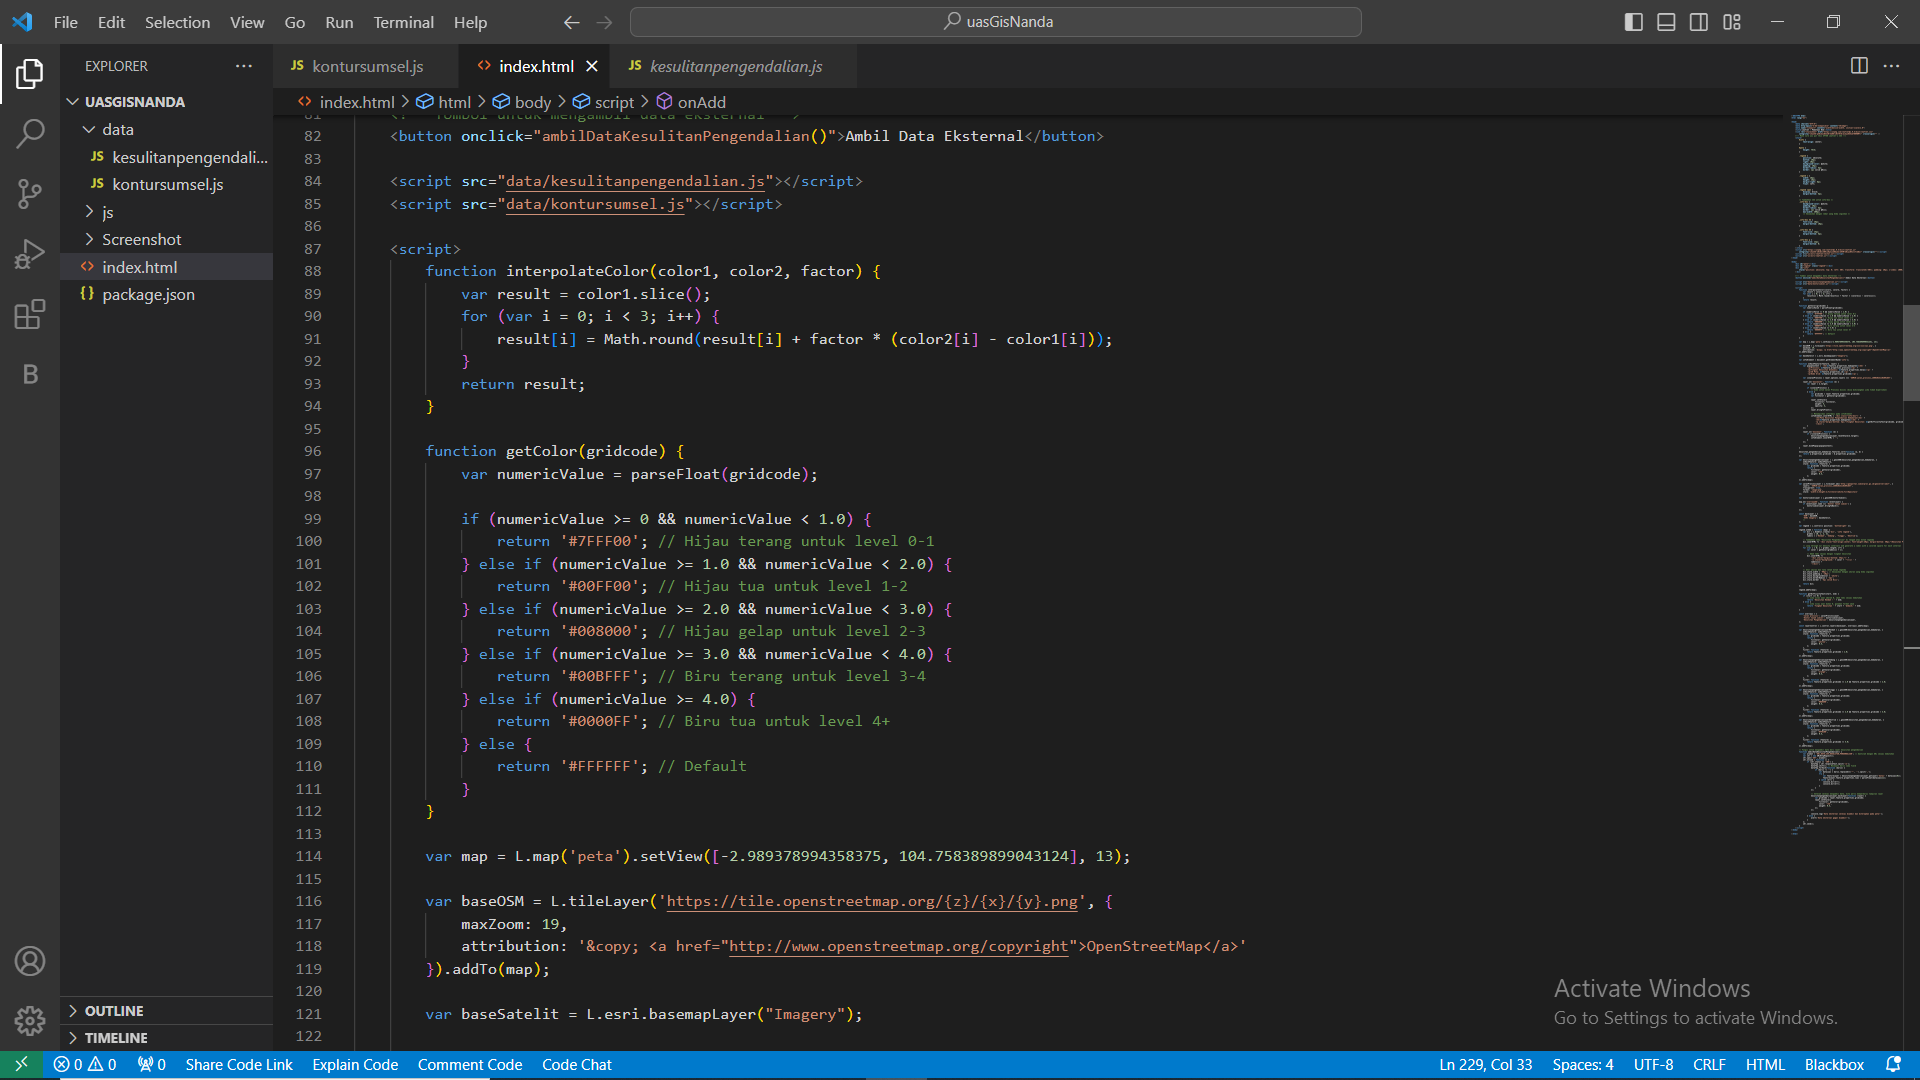 File Edit Selection View Go Run Terminal Help
uasGisNanda
EXPLORER
UASGISNANDA
data
JS kesulitanpengendali...
JS kontursumsel.js
js
Screenshot
<> index.html
{} package.json
OUTLINE
TIMELINE
B
JS kontursumsel.js
<> index.html
JS kesulitanpengendalian.js
<> index.html > html > body > script > onAdd
81 <!-- Tombol untuk mengambil data eksternal -->
82 <button onclick="ambilDataKesulitanPengendalian()">Ambil Data Eksternal</button>
83
84 <script src="data/kesulitanpengendalian.js"></script>
85 <script src="data/kontursumsel.js"></script>
86
87 <script>
88 function interpolateColor(color1, color2, factor) {
89 var result = color1.slice();
90 for (var i = 0; i < 3; i++) {
91 result[i] = Math.round(result[i] + factor * (color2[i] - color1[i]));
92 }
93 return result;
94 }
95
96 function getColor(gridcode) {
97 var numericValue = parseFloat(gridcode);
98
99 if (numericValue >= 0 && numericValue < 1.0) {
100 return '#7FFF00'; // Hijau terang untuk level 0-1
101 } else if (numericValue >= 1.0 && numericValue < 2.0) {
102 return '#00FF00'; // Hijau tua untuk level 1-2
103 } else if (numericValue >= 2.0 && numericValue < 3.0) {
104 return '#008000'; // Hijau gelap untuk level 2-3
105 } else if (numericValue >= 3.0 && numericValue < 4.0) {
106 return '#00BFFF'; // Biru terang untuk level 3-4
107 } else if (numericValue >= 4.0) {
108 return '#0000FF'; // Biru tua untuk level 4+
109 } else {
110 return '#FFFFFF'; // Default
111 }
112 }
113
114 var map = L.map('peta').setView([-2.989378994358375, 104.758389899043124], 13);
115
116 var baseOSM = L.tileLayer('https://tile.openstreetmap.org/{z}/{x}/{y}.png', {
117 maxZoom: 19,
118 attribution: '&copy; <a href="http://www.openstreetmap.org/copyright">OpenStreetMap</a>'
119 }).addTo(map);
120
121 var baseSatelit = L.esri.basemapLayer("Imagery");
122
Activate Windows
Go to Settings to activate Windows.
0 0 0 Share Code Link Explain Code Comment Code Code Chat
Ln 229, Col 33 Spaces: 4 UTF-8 CRLF HTML Blackbox